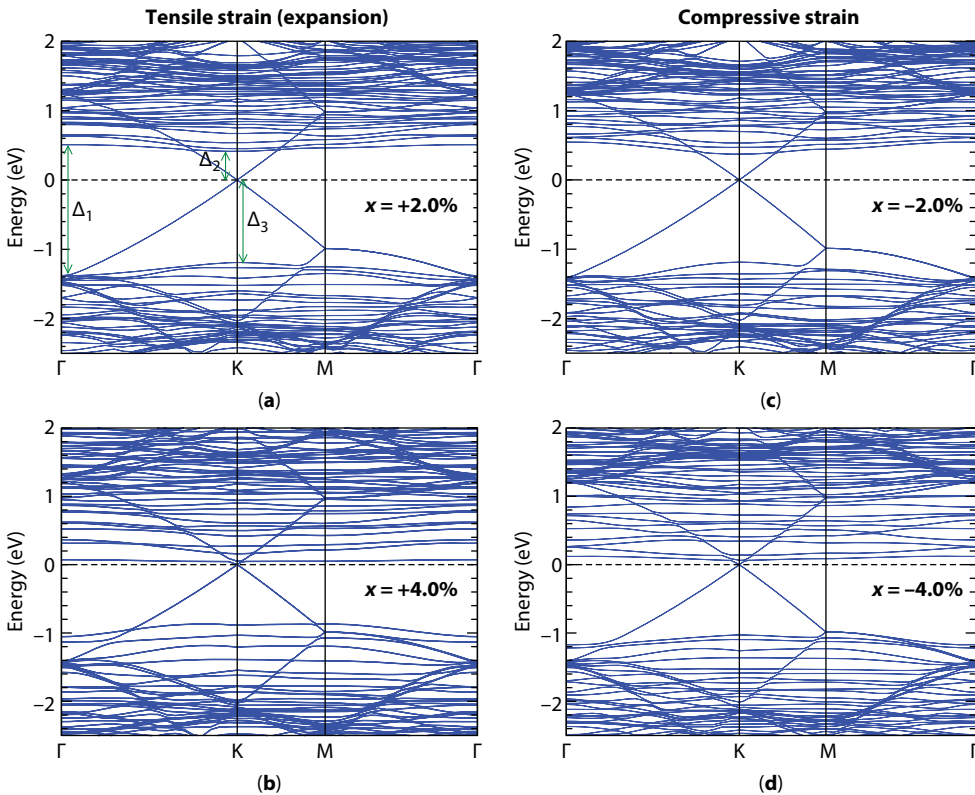 Tensile strain (expansion)
Compressive strain
Energy (eV)
2
1
0
−1
−2
Δ1
Δ2
Δ3
x = +2.0%
Γ
K
M
Γ
(a)
Energy (eV)
2
1
0
−1
−2
x = –2.0%
Γ
K
M
Γ
(c)
Energy (eV)
2
1
0
−1
−2
x = +4.0%
Γ
K
M
Γ
(b)
Energy (eV)
2
1
0
−1
−2
x = –4.0%
Γ
K
M
Γ
(d)